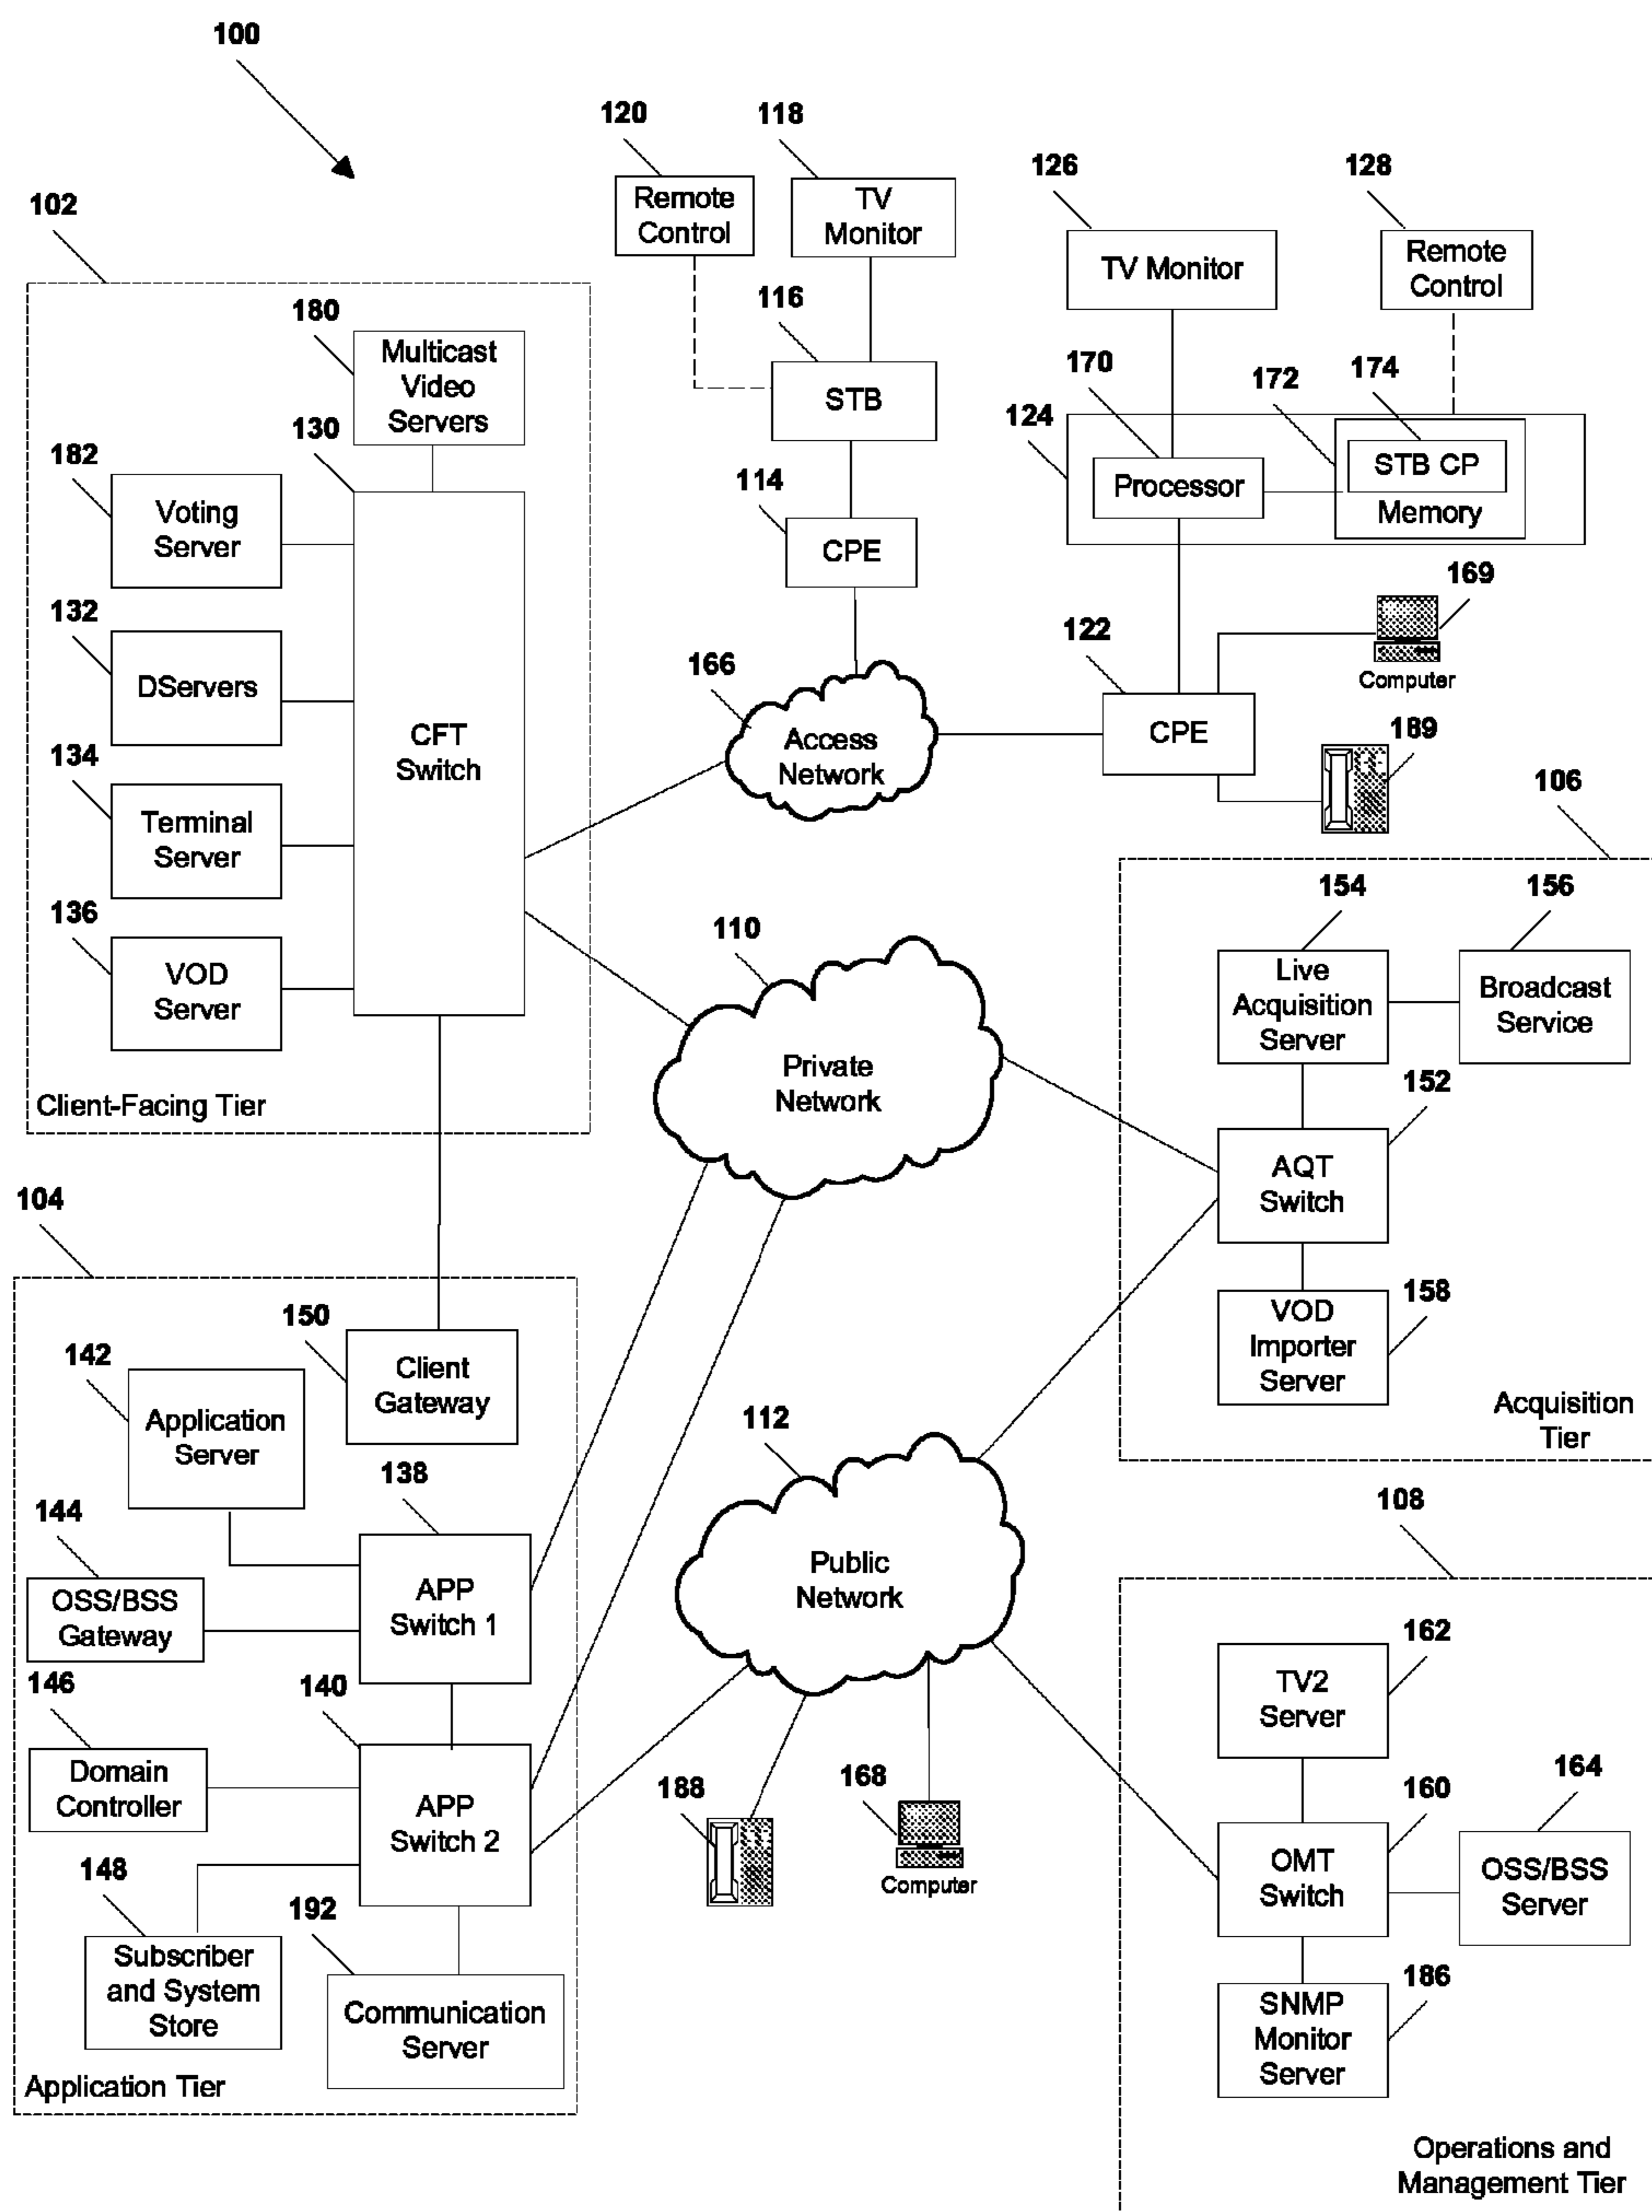 100
120
118
126
128
Remote
Control
TV
Monitor
TV Monitor
Remote
Control
102
180
Multicast
Video
Servers
116
STB
170
172
174
124
STB CP
Processor
Memory
130
182
Voting
Server
114
CPE
169
Computer
132
DServers
166
122
CFT
Switch
Access
Network
CPE
189
134
Terminal
Server
106
136
VOD
Server
110
Private
Network
154
156
Live
Acquisition
Server
Broadcast
Service
Client-Facing Tier
152
AQT
Switch
104
158
VOD
Importer
Server
Acquisition
Tier
150
Client
Gateway
142
Application
Server
112
Public
Network
138
144
OSS/BSS
Gateway
APP
Switch 1
108
162
TV2
Server
146
140
Domain
Controller
APP
Switch 2
188
168
Computer
160
164
OMT
Switch
OSS/BSS
Server
148
192
Subscriber
and System
Store
Communication
Server
186
SNMP
Monitor
Server
Application Tier
Operations and
Management Tier